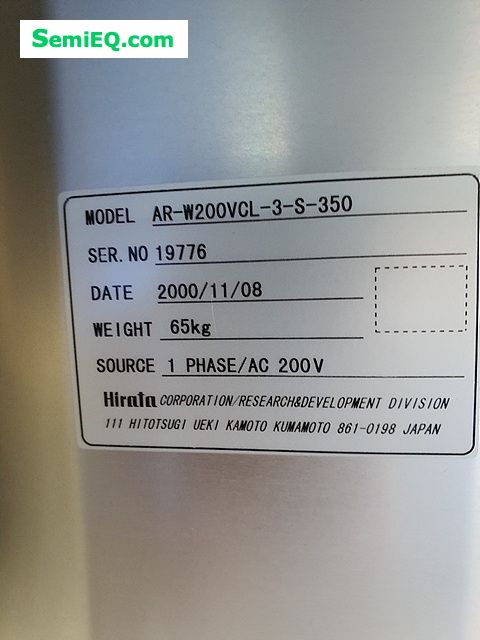 SemiEQ.com
MODEL AR-W200VCL-3-S-350
SER.NO 19776
DATE 2000/11/08
WEIGHT 65kg
SOURCE 1 PHASE/AC 200V
Hirata CORPORATION/RESEARCH&DEVELOPMENT DIVISION
111 HITOTSUGI UEKI KAMOTO KUMAMOTO 861-0198 JAPAN